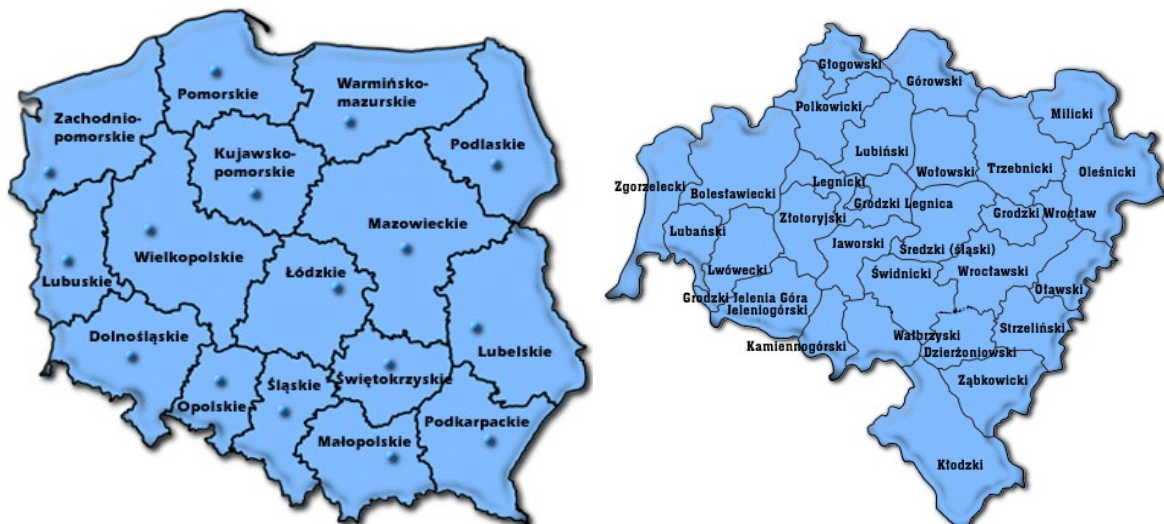 Pomorskie
Warmińsko-
mazurskie
Zachodnio-
pomorskie
Podlaskie
Kujawsko-
pomorskie
Mazowieckie
Wielkopolskie
Łódzkie
Lubuskie
Dolnośląskie
Lubelskie
Opolskie
Śląskie
Świętokrzyskie
Małopolskie
Podkarpackie
Głogowski
Górowski
Polkowicki
Milicki
Lubiński
Wołowski
Trzebnicki
Oleśnicki
Zgorzelecki
Bolesławiecki
Legnicki
Grodzki Legnica
Złotoryjski
Grodzki Wrocław
Lubański
Jaworski
Średzki (śląski)
Lwówecki
Świdnicki
Wrocławski
Oławski
Grodzki Jelenia Góra
Jeleniogórski
Kamiennogórski
Wałbrzyski
Strzeliński
Dzierżoniowski
Ząbkowicki
Kłodzki